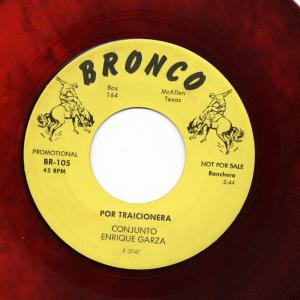 BRONCO
Box
164
McAllen
Texas
PROMOTIONAL
BR-105
45 RPM
NOT FOR SALE
Ranchera
2:44
POR TRAICIONERA
CONJUNTO
ENRIQUE GARZA
F-3747